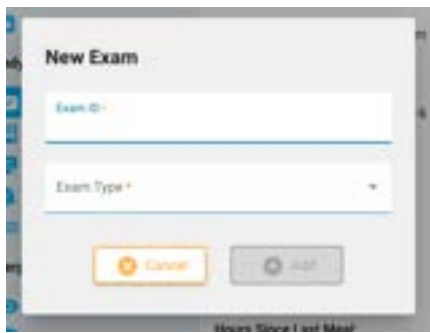 New Exam
Exam ID *
Exam Type *
Cancel
Add
Hours Since Last Meal